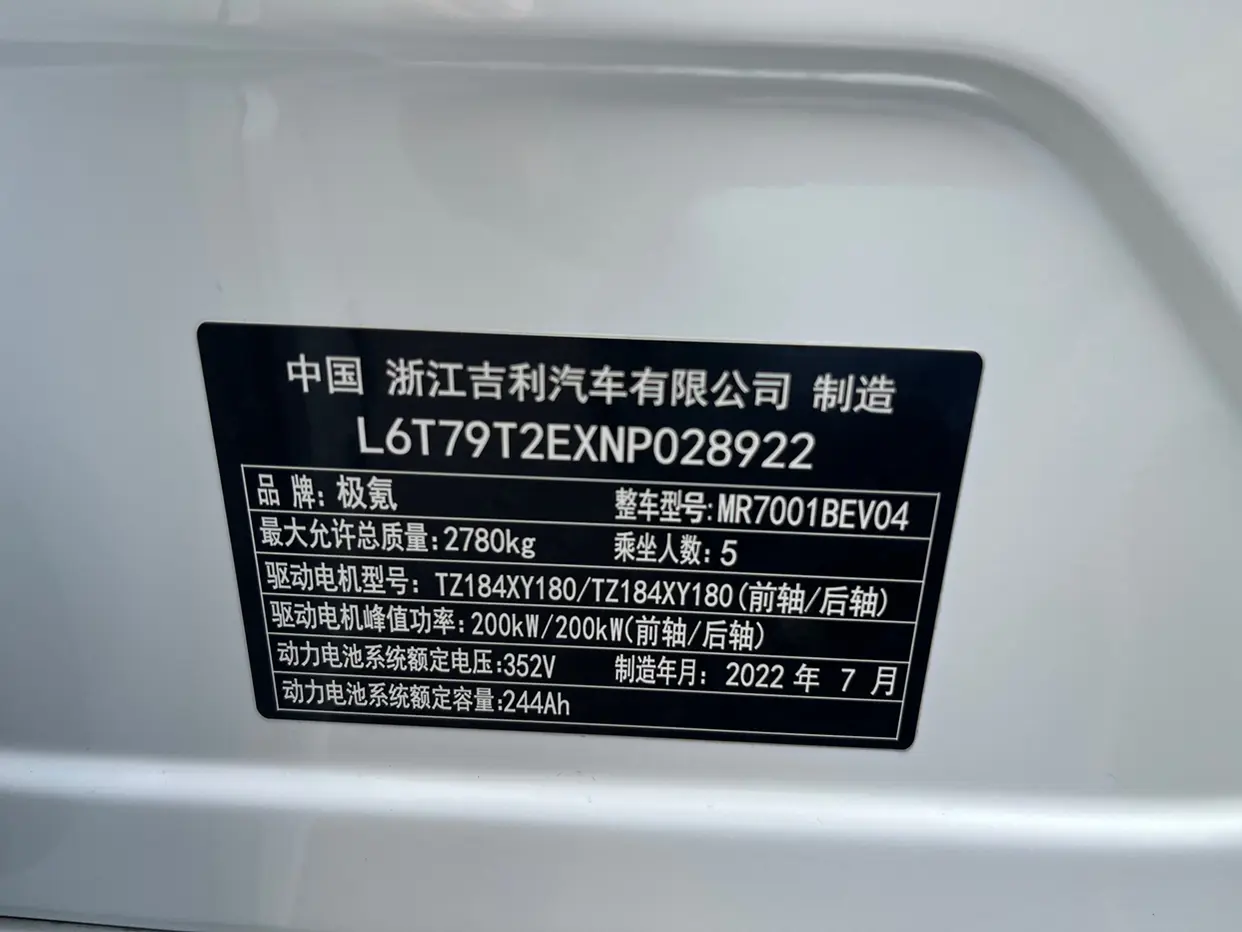 中国 浙江吉利汽车有限公司 制造
L6T79T2EXNP028922
品 牌: 极氪 整车型号: MR7001BEV04
最大允许总质量: 2780kg 乘坐人数: 5
驱动电机型号: TZ184XY180/TZ184XY180 (前轴/后轴)
驱动电机峰值功率: 200kW/200kW(前轴/后轴)
动力电池系统额定电压: 352V 制造年月: 2022 年 7 月
动力电池系统额定容量: 244Ah